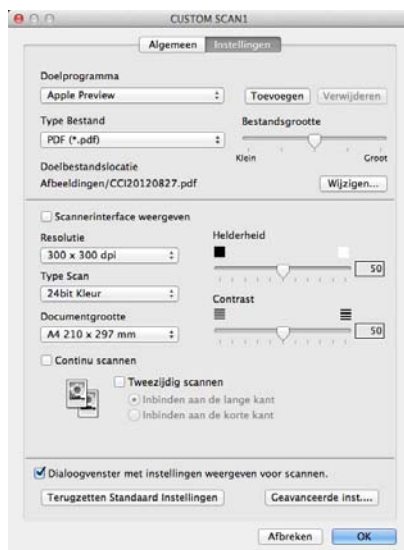 CUSTOM SCAN1
Algemeen Instellingen
Doelprogramma
Apple Preview Toevoegen Verwijderen
Type Bestand Bestandsgrootte
PDF (*.pdf)
Klein Groot
Doelbestandslocatie
Afbeeldingen/CCI20120827.pdf Wijzigen...
Scannerinterface weergeven
Resolutie Helderheid
300 x 300 dpi 50
Type Scan
24bit Kleur Contrast
Documentgrootte
A4 210 x 297 mm 50
Continu scannen
Tweezijdig scannen
Inbinden aan de lange kant
Inbinden aan de korte kant
Dialoogvenster met instellingen weergeven voor scannen.
Terugzetten Standaard Instellingen Geavanceerde inst....
Afbreken OK